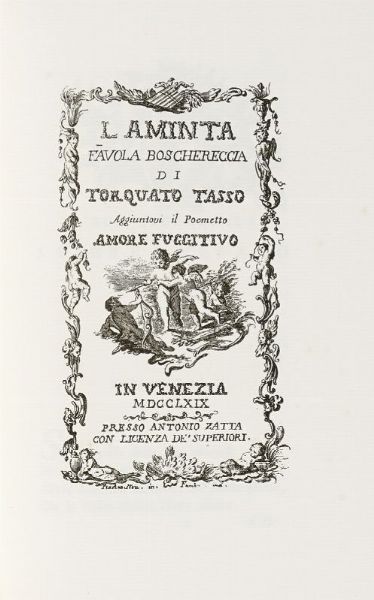 L AMINTA
FAVOLA BOSCHERECCIA
DI
TORQUATO TASSO
Aggiuntovi il Poemetto
AMORE FUGGITIVO
IN VENEZIA
MDCCLXIX
PRESSO ANTONIO ZATTA
CON LICENZA DE' SUPERIORI.